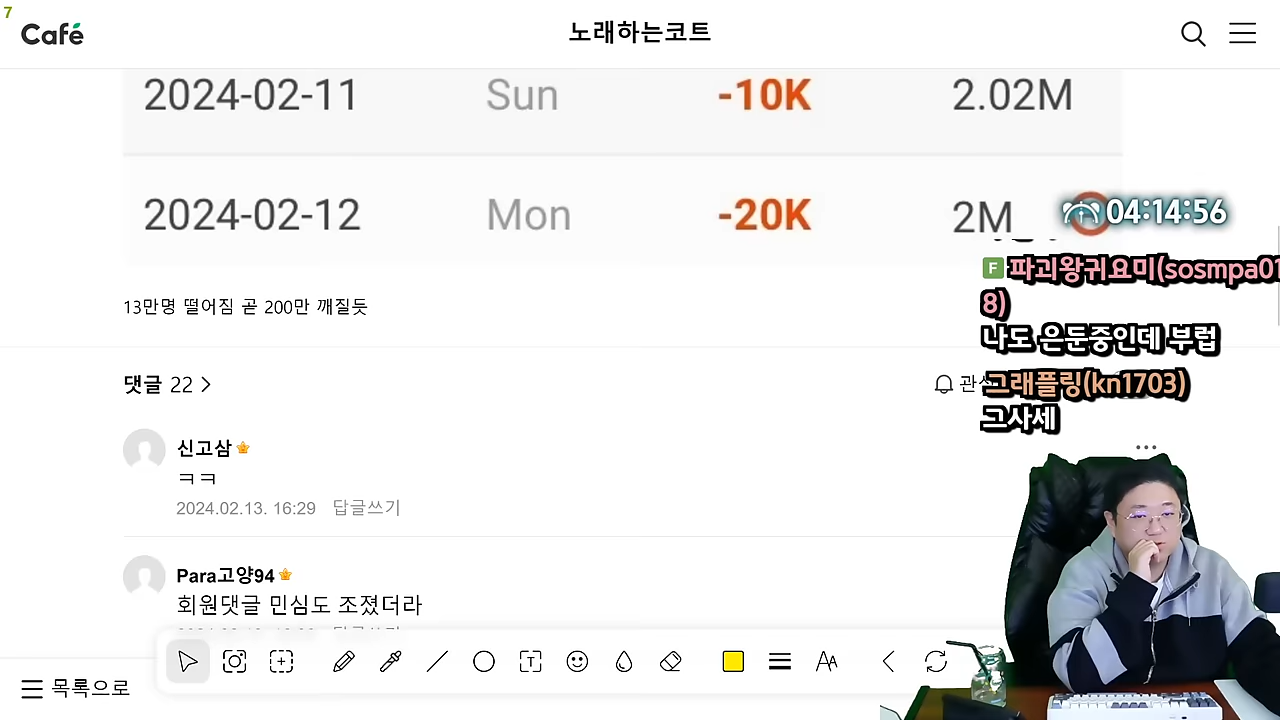 7
Café
노래하는코트
2024-02-11 Sun -10K 2.02M
2024-02-12 Mon -20K 2M
04:14:56
13만명 떨어짐 곧 200만 깨질듯
F 파괴왕귀요미(sosmpa01
8)
나도 은둔중인데 부럽
그래플링(kn1703)
그사세
댓글 22
신고삼
ㅋㅋ
2024.02.13. 16:29 답글쓰기
Para고양94
회원댓글 민심도 조졌더라
T
AA
목록으로